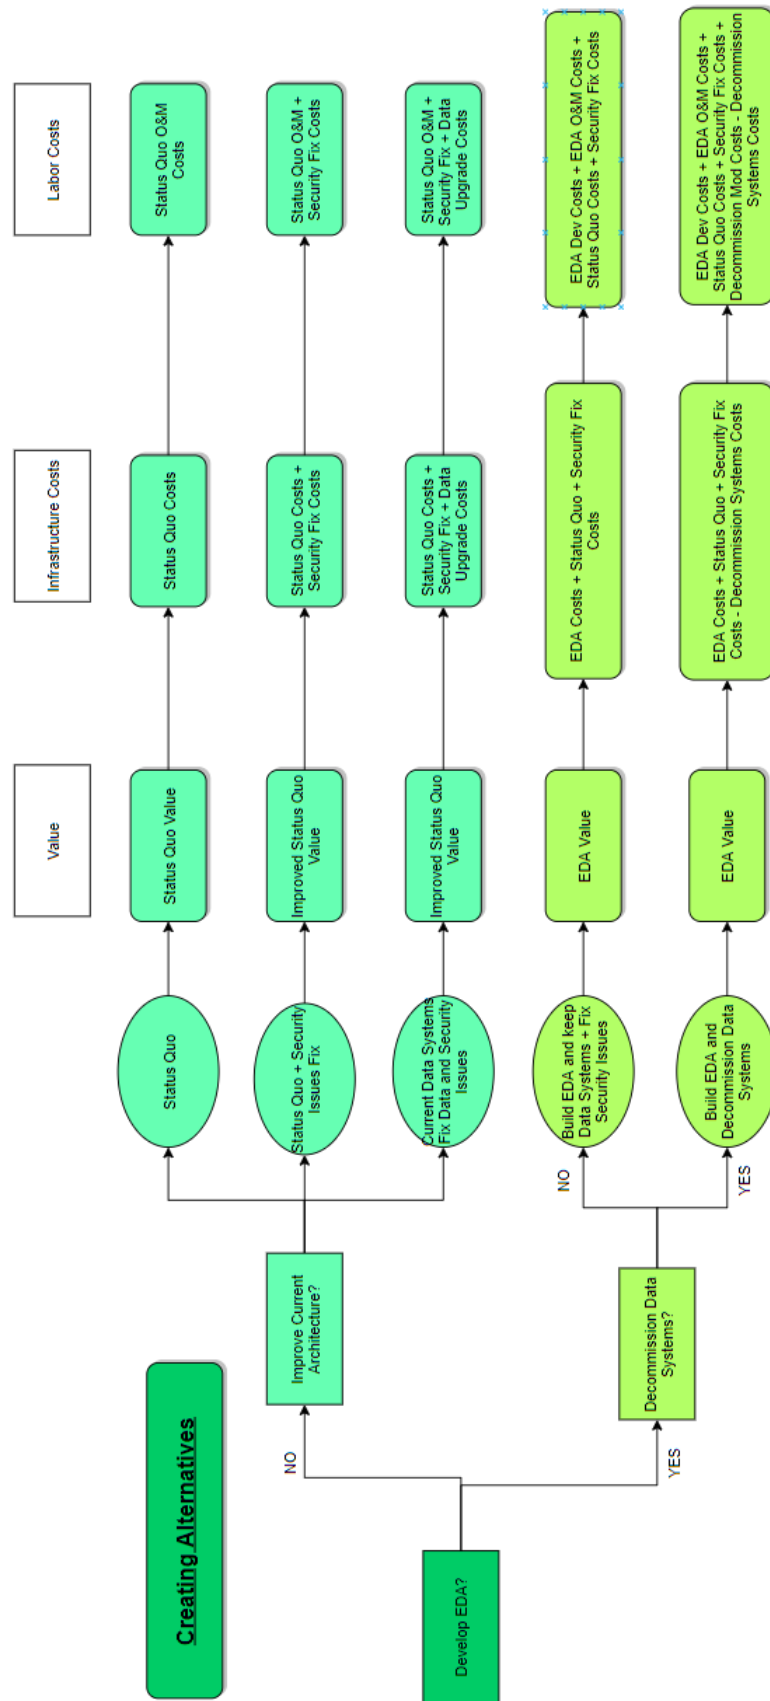 Creating Alternatives
Value
Infrastructure Costs
Labor Costs
Develop EDA?
NO
YES
Improve Current
Architecture?
Status Quo
Status Quo Value
Status Quo Costs
Status Quo O&M
Costs
Status Quo + Security
Issues Fix
Improved Status Quo
Value
Status Quo Costs +
Security Fix Costs
Status Quo O&M +
Security Fix Costs
Current Data Systems
Fix Data and Security
Issues
Improved Status Quo
Value
Status Quo Costs +
Security Fix + Data
Upgrade Costs
Status Quo O&M +
Security Fix + Data
Upgrade Costs
Decommission Data
Systems?
NO
YES
Build EDA and keep
Data Systems + Fix
Security Issues
EDA Value
EDA Costs + Status Quo + Security Fix
Costs
EDA Dev Costs + EDA O&M Costs +
Status Quo Costs + Security Fix Costs
Build EDA and
Decommission Data
Systems
EDA Value
EDA Costs + Status Quo + Security Fix
Costs - Decommission Systems Costs
EDA Dev Costs + EDA O&M Costs +
Status Quo Costs + Security Fix Costs +
Decommission Mod Costs - Decommission
Systems Costs